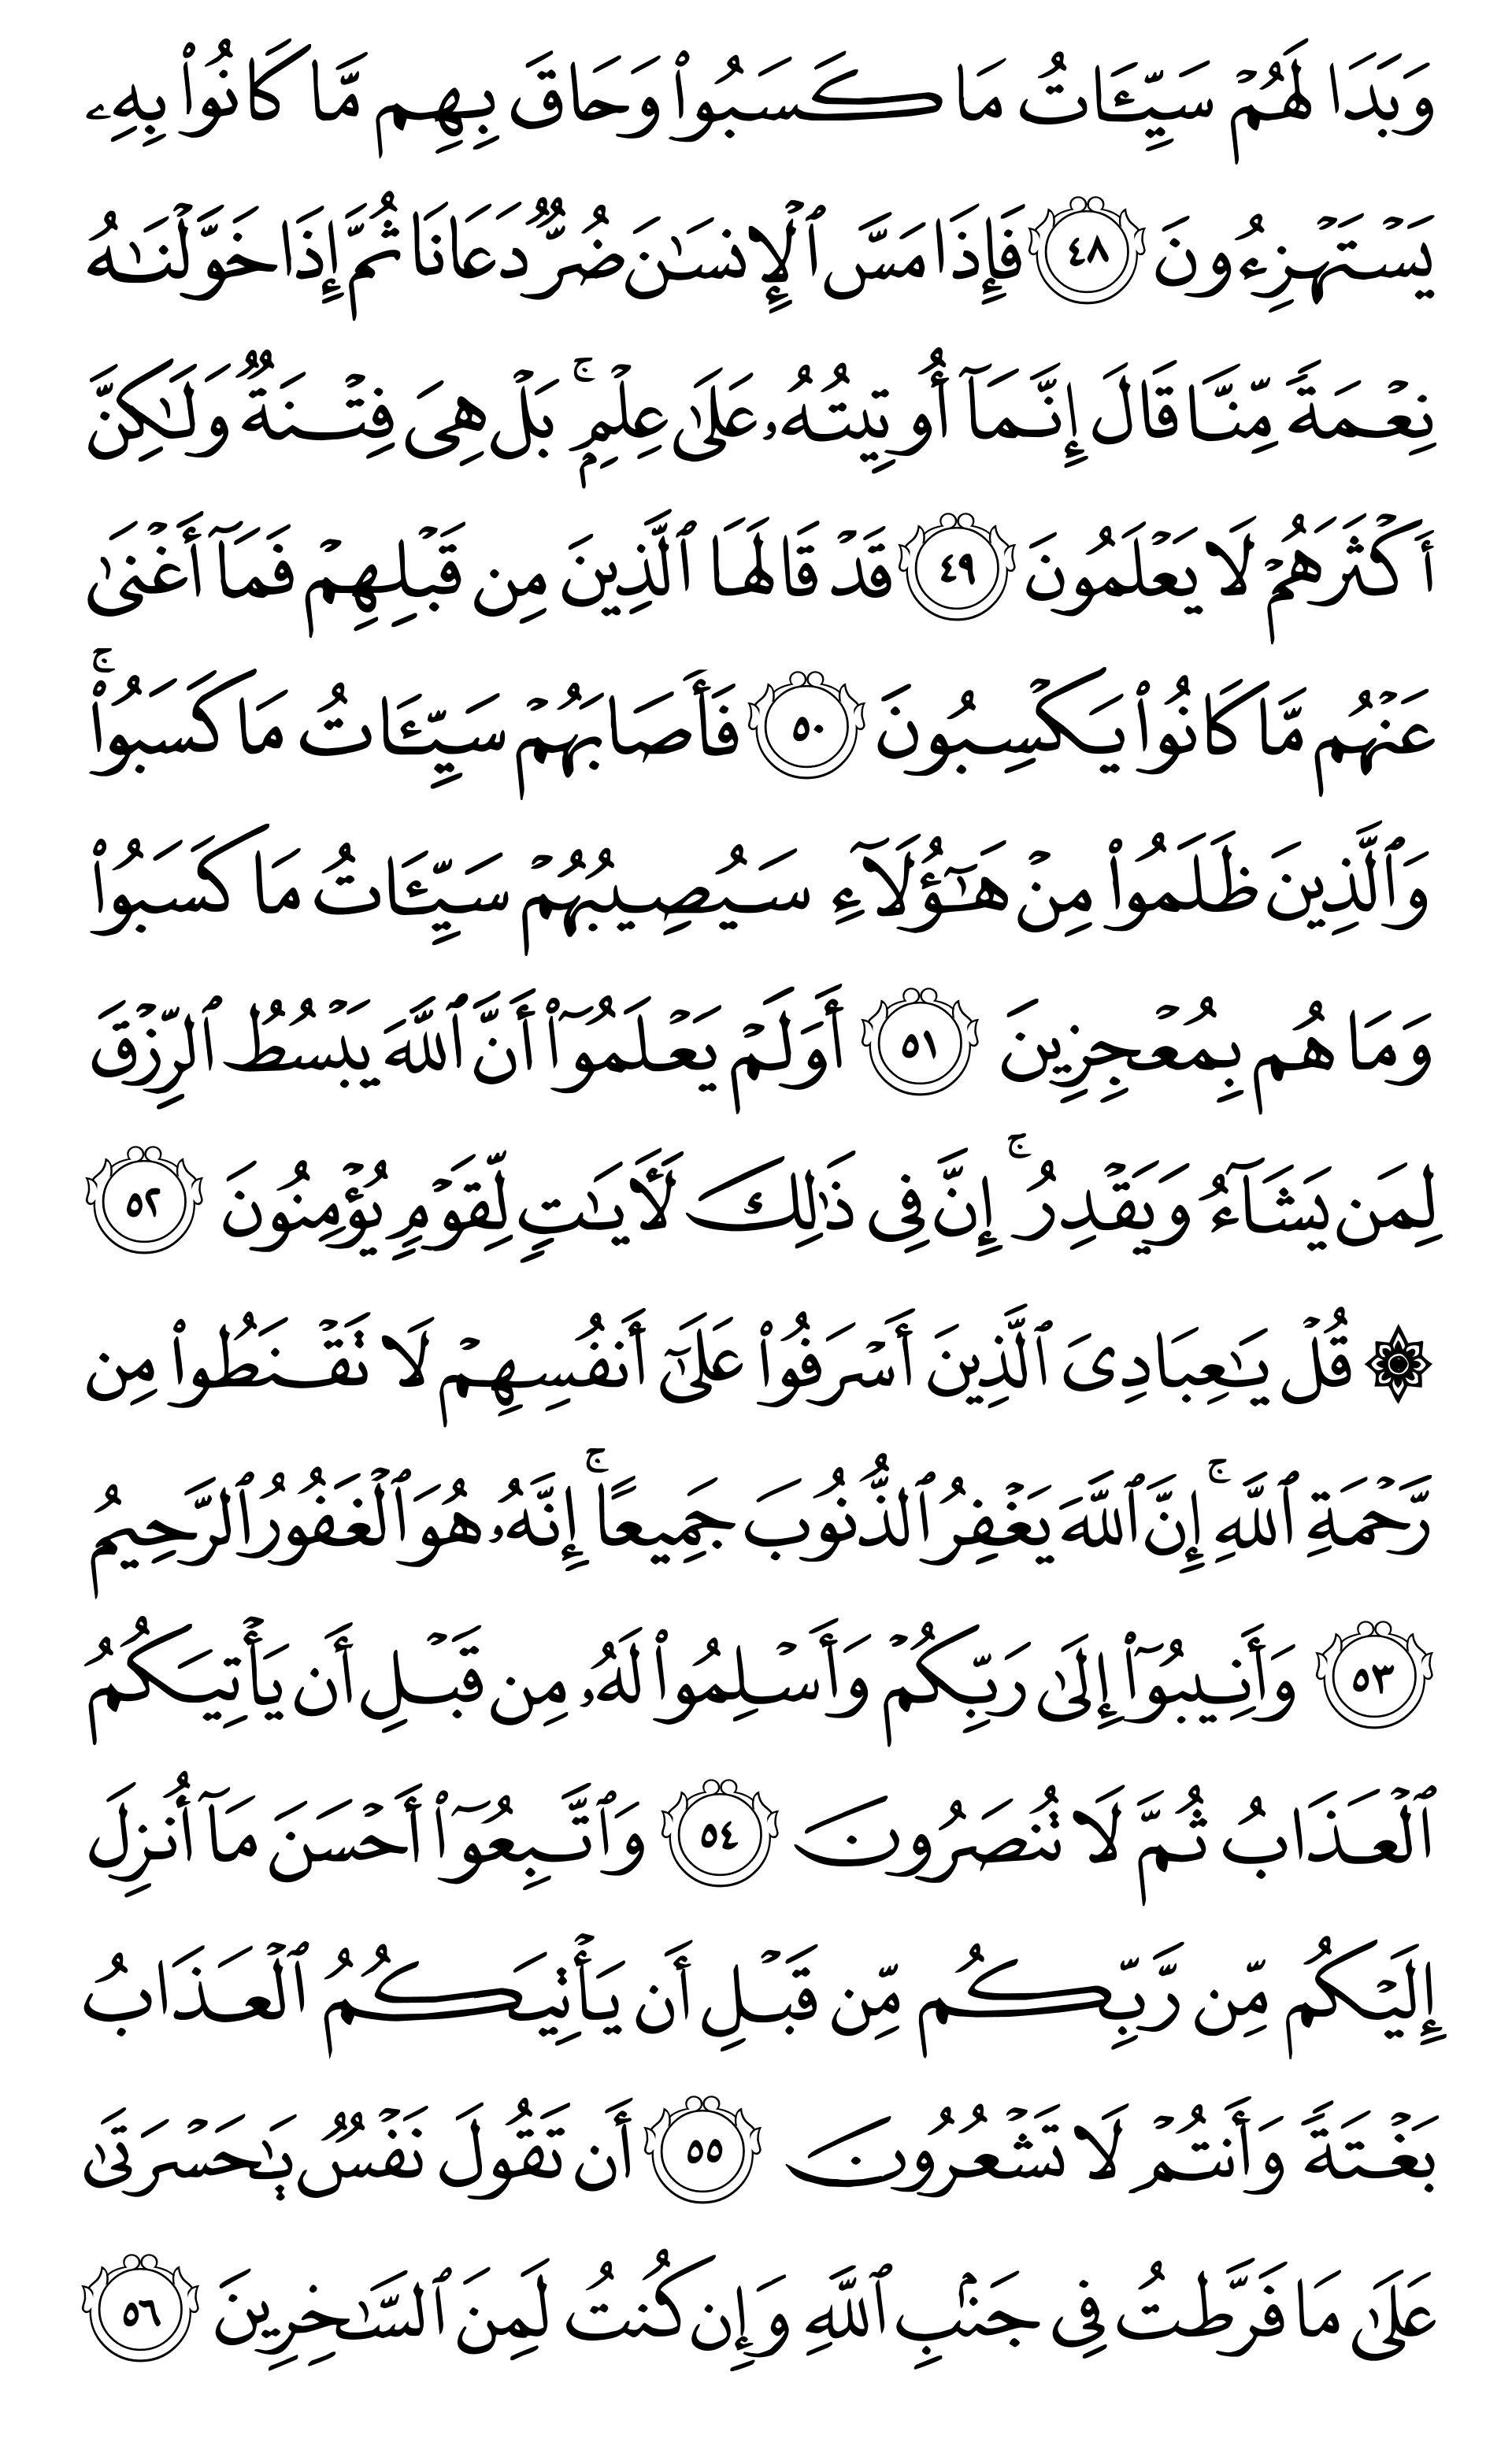 وَبَدَا لَهُمۡ سَيِّـَٔاتُ مَا كَسَبُواْ وَحَاقَ بِهِم مَّا كَانُواْ بِهِۦ
يَسۡتَهۡزِءُونَ ٤٨ فَإِذَا مَسَّ ٱلۡإِنسَٰنَ ضُرّٞ دَعَانَا ثُمَّ إِذَا خَوَّلۡنَٰهُ
نِعۡمَةٗ مِّنَّا قَالَ إِنَّمَآ أُوتِيتُهُۥ عَلَىٰ عِلۡمِۭۚ بَلۡ هِيَ فِتۡنَةٞ وَلَٰكِنَّ
أَكۡثَرَهُمۡ لَا يَعۡلَمُونَ ٤٩ قَدۡ قَالَهَا ٱلَّذِينَ مِن قَبۡلِهِمۡ فَمَآ أَغۡنَىٰ
عَنۡهُم مَّا كَانُواْ يَكۡسِبُونَ ٥٠ فَأَصَابَهُمۡ سَيِّـَٔاتُ مَا كَسَبُواْۚ
وَٱلَّذِينَ ظَلَمُواْ مِنۡ هَٰٓؤُلَآءِ سَيُصِيبُهُمۡ سَيِّـَٔاتُ مَا كَسَبُواْ
وَمَا هُم بِمُعۡجِزِينَ ٥١ أَوَلَمۡ يَعۡلَمُوٓاْ أَنَّ ٱللَّهَ يَبۡسُطُ ٱلرِّزۡقَ
لِمَن يَشَآءُ وَيَقۡدِرُۚ إِنَّ فِي ذَٰلِكَ لَأٓيَٰتٖ لِّقَوۡمٖ يُؤۡمِنُونَ ٥٢
۞ قُلۡ يَٰعِبَادِيَ ٱلَّذِينَ أَسۡرَفُواْ عَلَىٰٓ أَنفُسِهِمۡ لَا تَقۡنَطُواْ مِن
رَّحۡمَةِ ٱللَّهِۚ إِنَّ ٱللَّهَ يَغۡفِرُ ٱلذُّنُوبَ جَمِيعًاۚ إِنَّهُۥ هُوَ ٱلۡغَفُورُ ٱلرَّحِيمُ
٥٣ وَأَنِيبُوٓاْ إِلَىٰ رَبِّكُمۡ وَأَسۡلِمُواْ لَهُۥ مِن قَبۡلِ أَن يَأۡتِيَكُمُ
ٱلۡعَذَابُ ثُمَّ لَا تُنصَرُونَ ٥٤ وَٱتَّبِعُوٓاْ أَحۡسَنَ مَآ أُنزِلَ
إِلَيۡكُم مِّن رَّبِّكُم مِّن قَبۡلِ أَن يَأۡتِيَكُمُ ٱلۡعَذَابُ
بَغۡتَةٗ وَأَنتُمۡ لَا تَشۡعُرُونَ ٥٥ أَن تَقُولَ نَفۡسٞ يَٰحَسۡرَتَىٰ
عَلَىٰ مَا فَرَّطتُ فِي جَنۢبِ ٱللَّهِ وَإِن كُنتُ لَمِنَ ٱلسَّٰخِرِينَ ٥٦